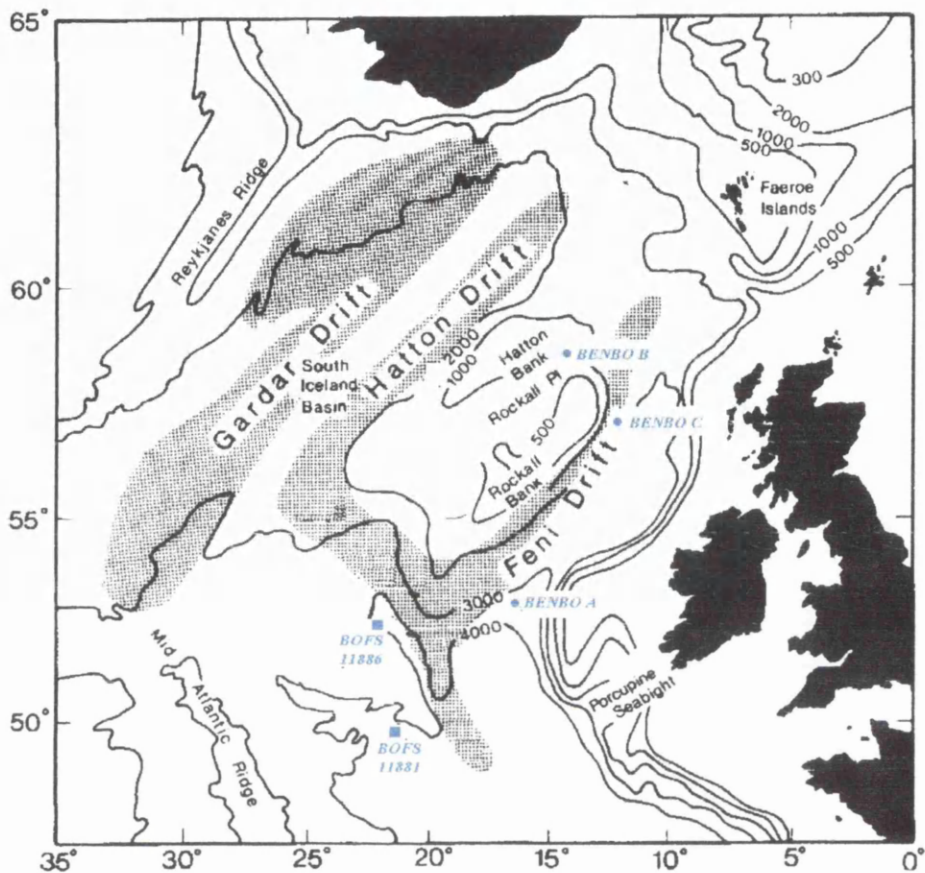 65°
300
2000
1000
500
Faeroe
Islands
1000
500
Reykjanes Ridge
60°
Gardar Drift
South
Iceland
Basin
Hatton Drift
2000
1000
Hatton
Bank
BENBO B
Rockall Pl
500
Rockall
Bank
BENBO C
55°
Feni Drift
3000
4000
BENBO A
BOFS
11886
Mid Atlantic Ridge
Porcupine
Seabight
50°
BOFS
11881
35°
30°
25°
20°
15°
10°
5°
0°